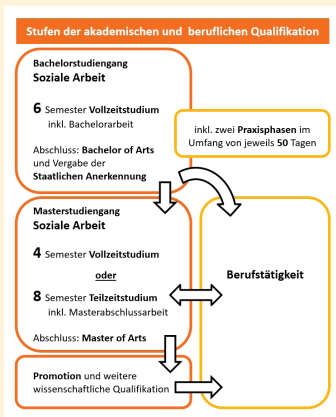 Stufen der akademischen und beruflichen Qualifikation
Bachelorstudiengang
Soziale Arbeit
6 Semester Vollzeitstudium
inkl. Bachelorarbeit
Abschluss: Bachelor of Arts
und Vergabe der
Staatlichen Anerkennung
inkl. zwei Praxisphasen im
Umfang von jeweils 50 Tagen
Masterstudiengang
Soziale Arbeit
4 Semester Vollzeitstudium
oder
8 Semester Teilzeitstudium
inkl. Masterabschlussarbeit
Abschluss: Master of Arts
Berufstätigkeit
Promotion und weitere
wissenschaftliche Qualifikation